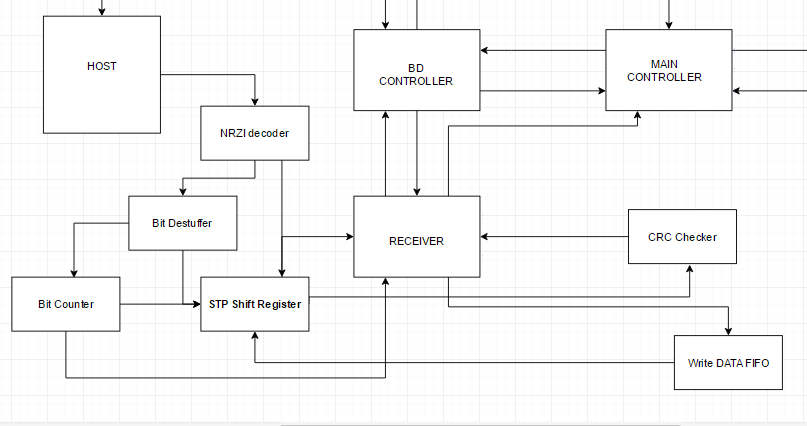 HOST
BD
CONTROLLER
MAIN
CONTROLLER
NRZI decoder
Bit Destuffer
RECEIVER
CRC Checker
Bit Counter
STP Shift Register
Write DATA FIFO